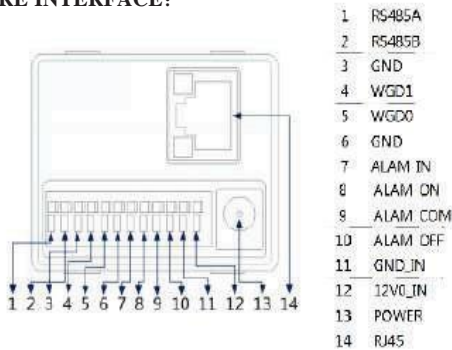 RE INTERFACE?
1 RS485A
2 RS485B
3 GND
4 WGD1
5 WGD0
6 GND
7 ALAM IN
8 ALAM ON
9 ALAM COM
10 ALAM OFF
11 GND_IN
12 12V0_IN
13 POWER
14 RJ45
1 2 3 4 5 6 7 8 9 10 11 12 13 14